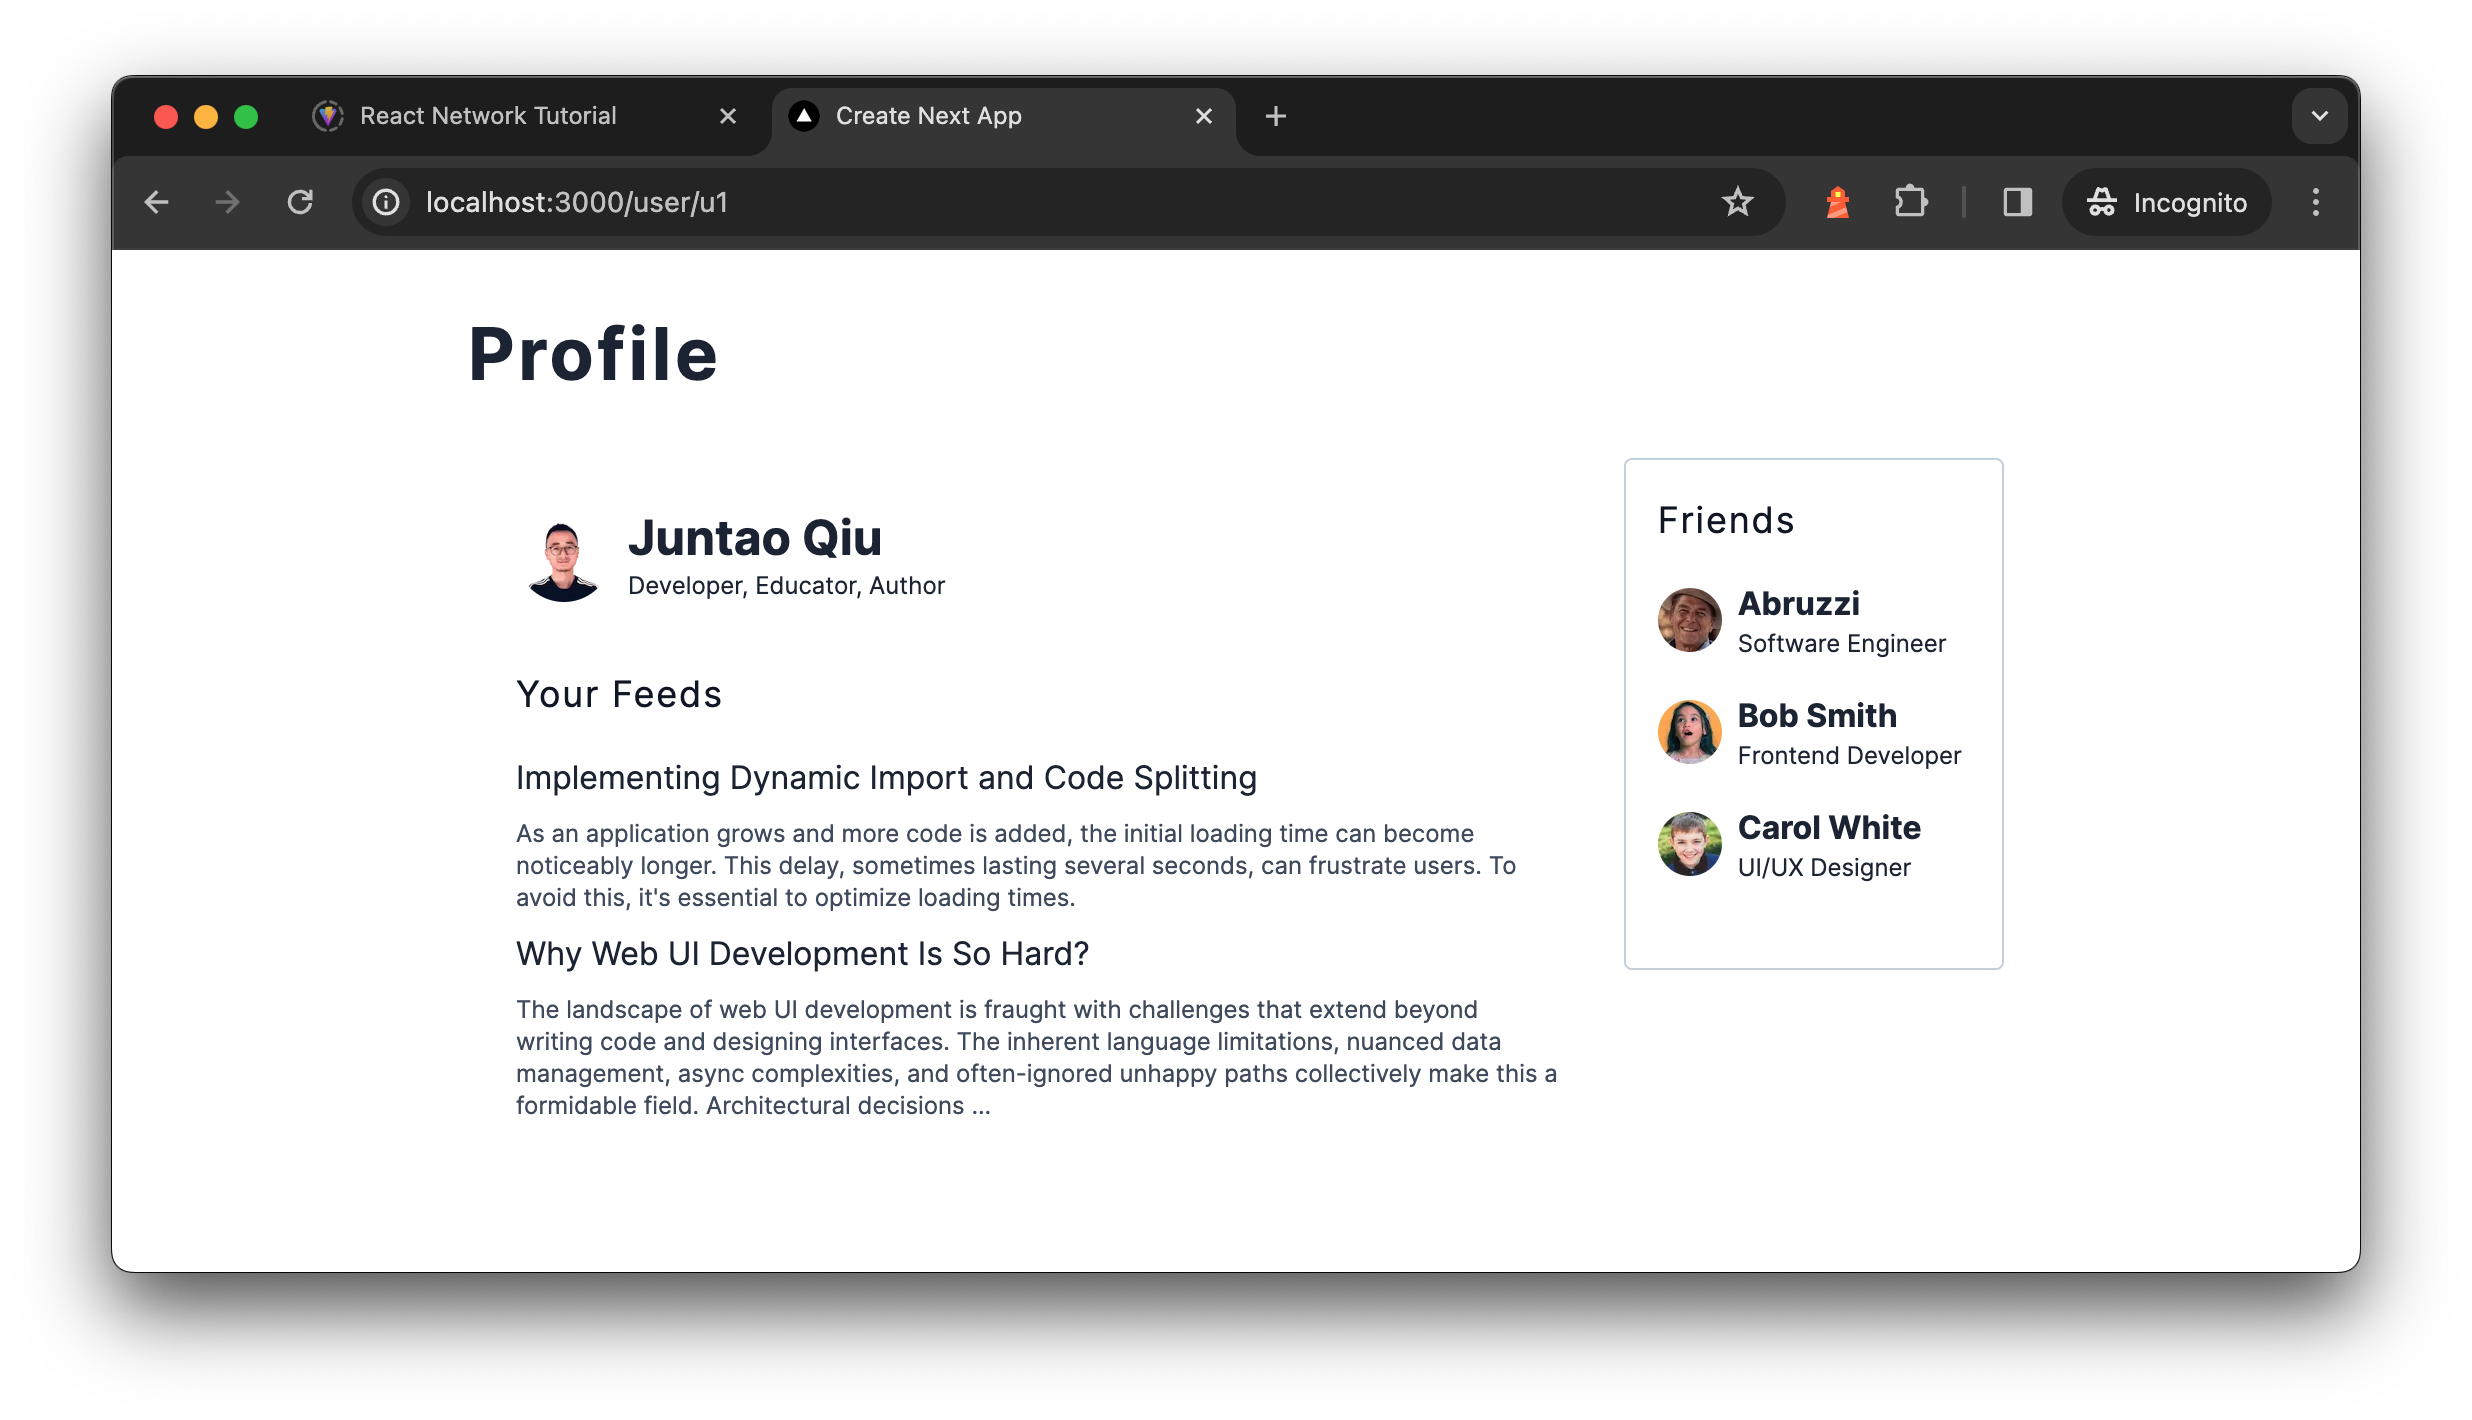 React Network Tutorial
Create Next App
localhost:3000/user/u1
Incognito
Profile
Juntao Qiu
Developer, Educator, Author
Your Feeds
Implementing Dynamic Import and Code Splitting
As an application grows and more code is added, the initial loading time can become
noticeably longer. This delay, sometimes lasting several seconds, can frustrate users. To
avoid this, it's essential to optimize loading times.
Why Web UI Development Is So Hard?
The landscape of web UI development is fraught with challenges that extend beyond
writing code and designing interfaces. The inherent language limitations, nuanced data
management, async complexities, and often-ignored unhappy paths collectively make this a
formidable field. Architectural decisions ...
Friends
Abruzzi
Software Engineer
Bob Smith
Frontend Developer
Carol White
UI/UX Designer